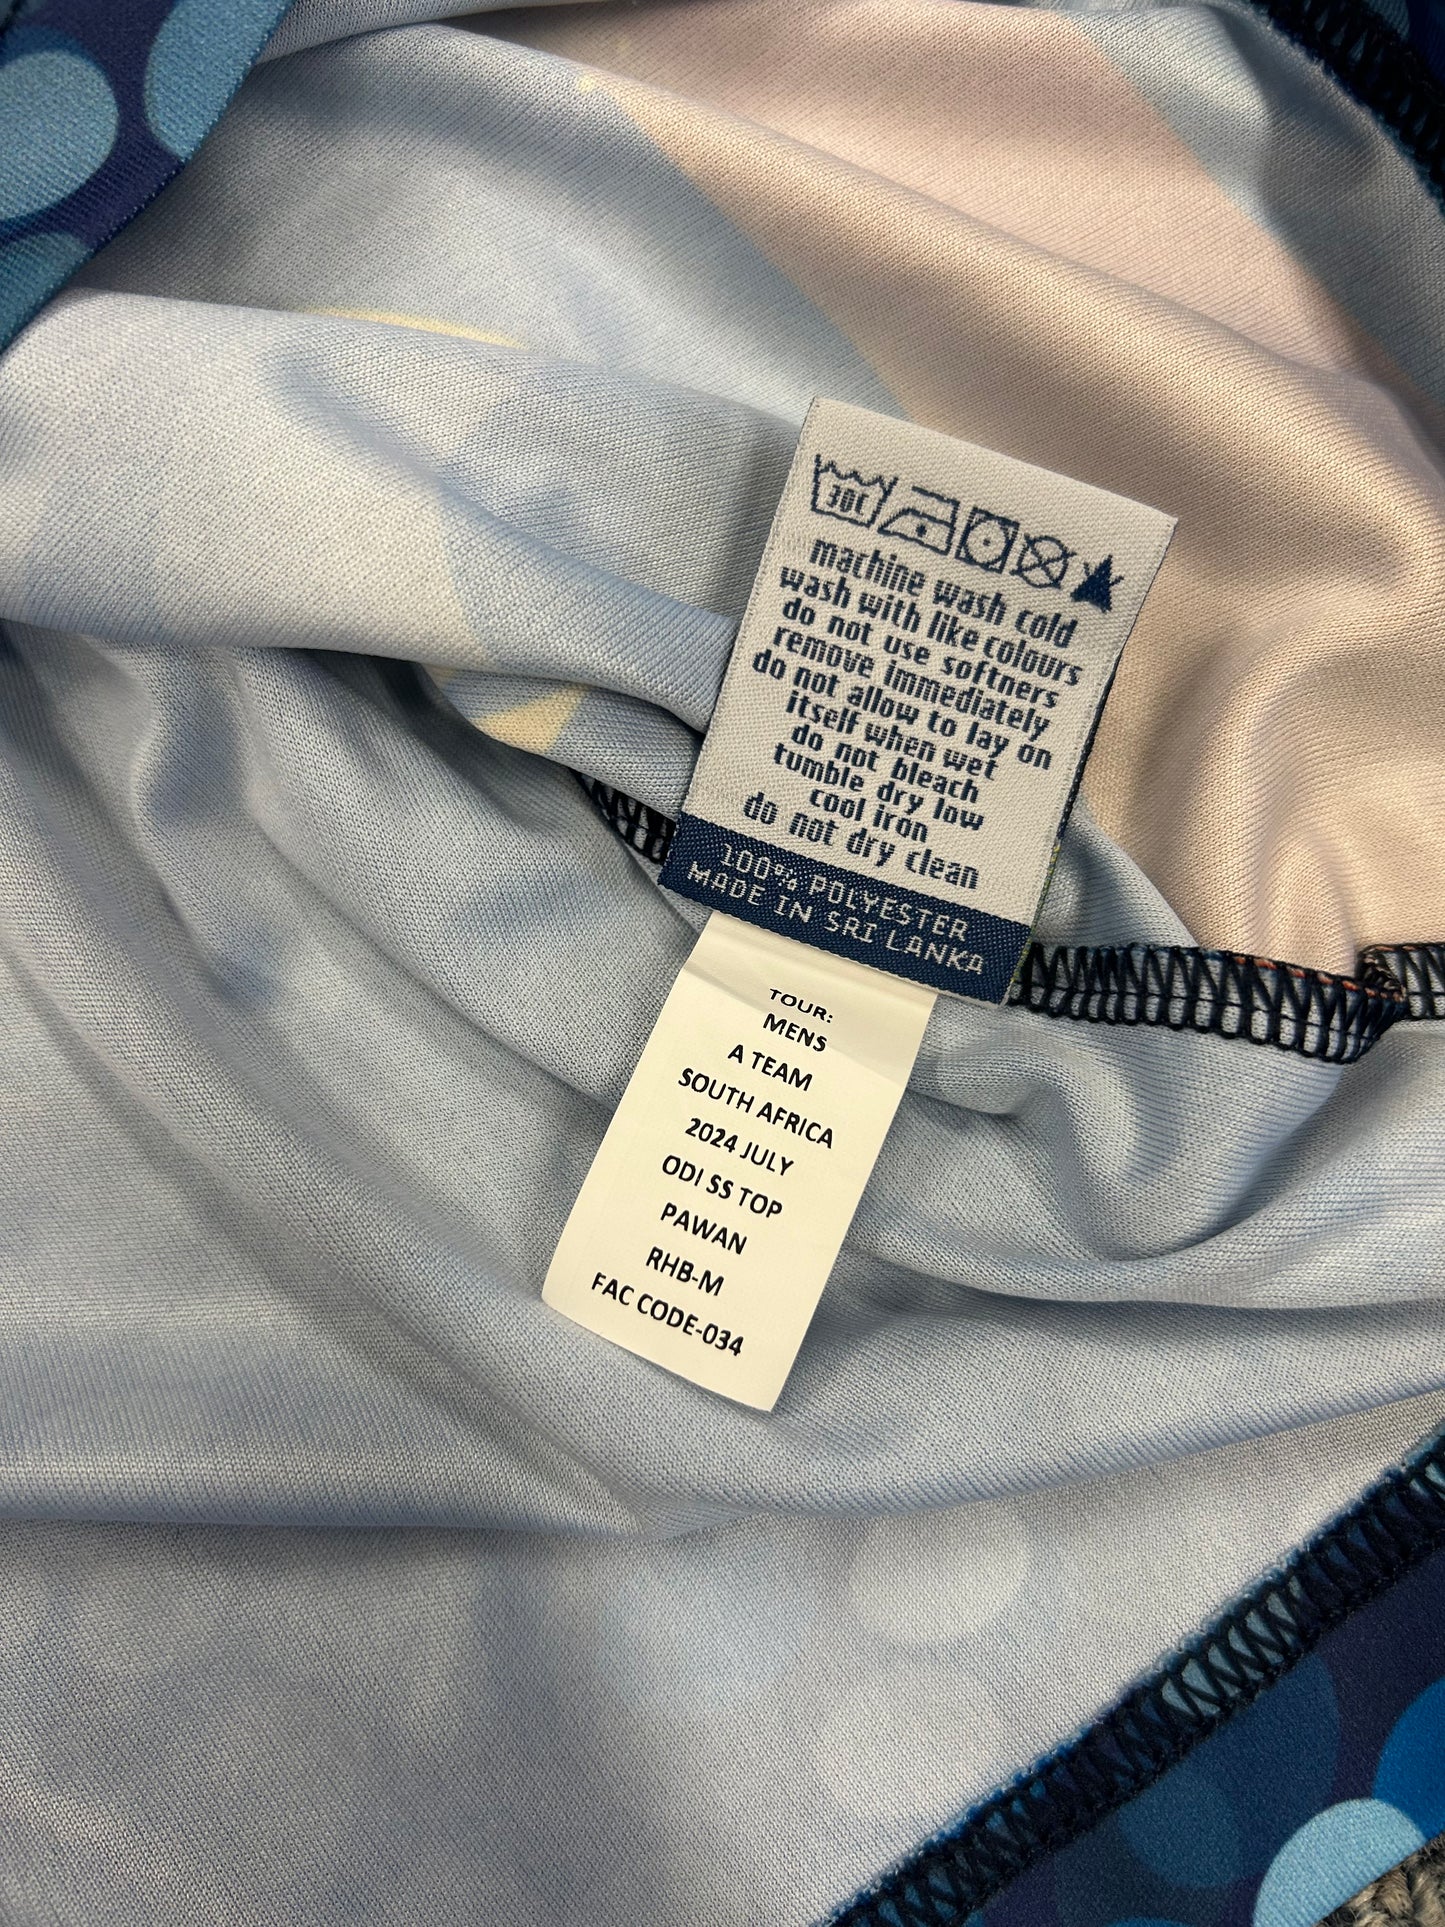 30C
machine wash cold
wash with like colours
do not use softners
remove immediately
do not allow to lay on
itself when wet
do not bleach
tumble dry low
cool iron
do not dry clean
100% POLYESTER
MADE IN SRI LANKA
TOUR:
MENS
A TEAM
SOUTH AFRICA
2024 JULY
ODI SS TOP
PAWAN
RHB-M
FAC CODE-034